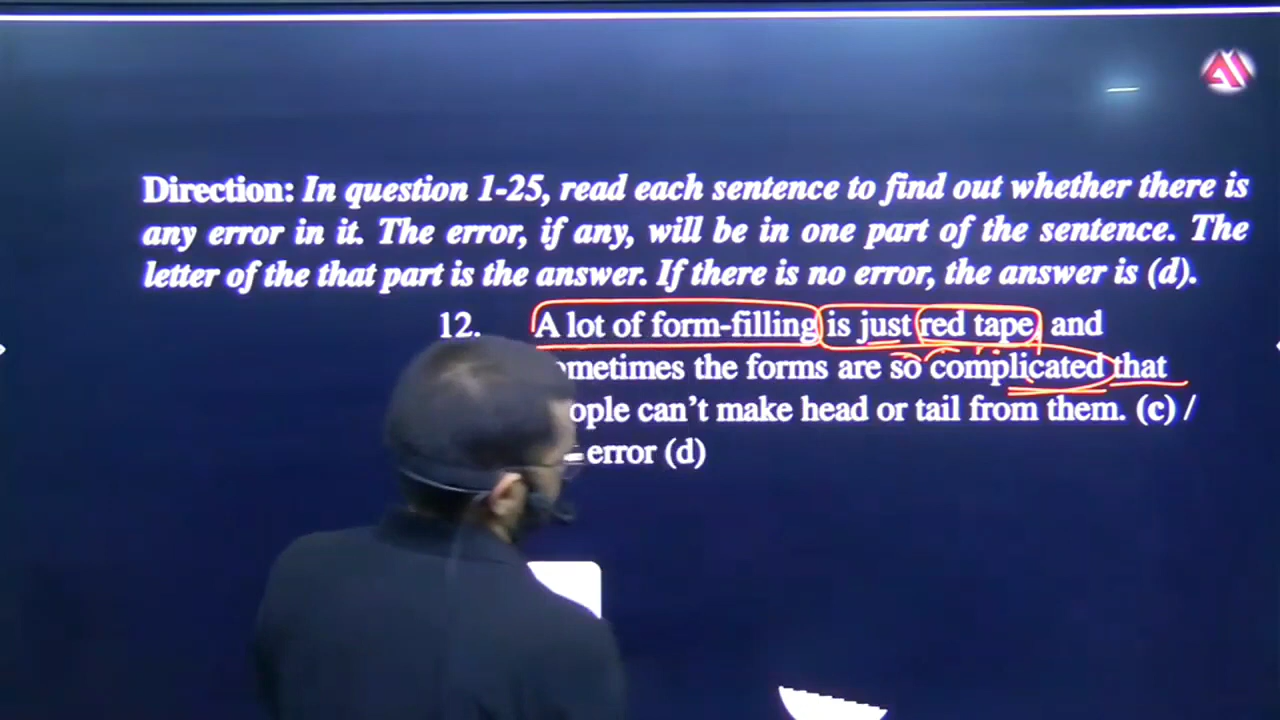 Direction: In question 1-25, read each sentence to find out whether there is
any error in it. The error, if any, will be in one part of the sentence. The
letter of the that part is the answer. If there is no error, the answer is (d).
12. A lot of form-filling is just red tape, and
ometimes the forms are so complicated that
ople can't make head or tail from them. (c) /
error (d)